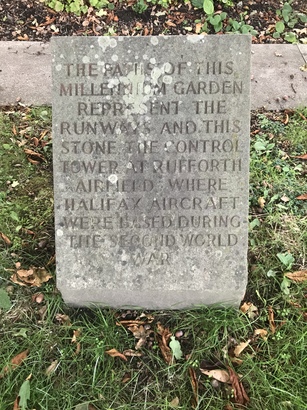 THE PATHS OF THIS
MILLENNIUM GARDEN
REPRESENT THE
RUNWAYS AND THIS
STONE THE CONTROL
TOWER AT RUFFORTH
AIRFIELD, WHERE
HALIFAX AIRCRAFT
WERE BASED DURING
THE SECOND WORLD
WAR